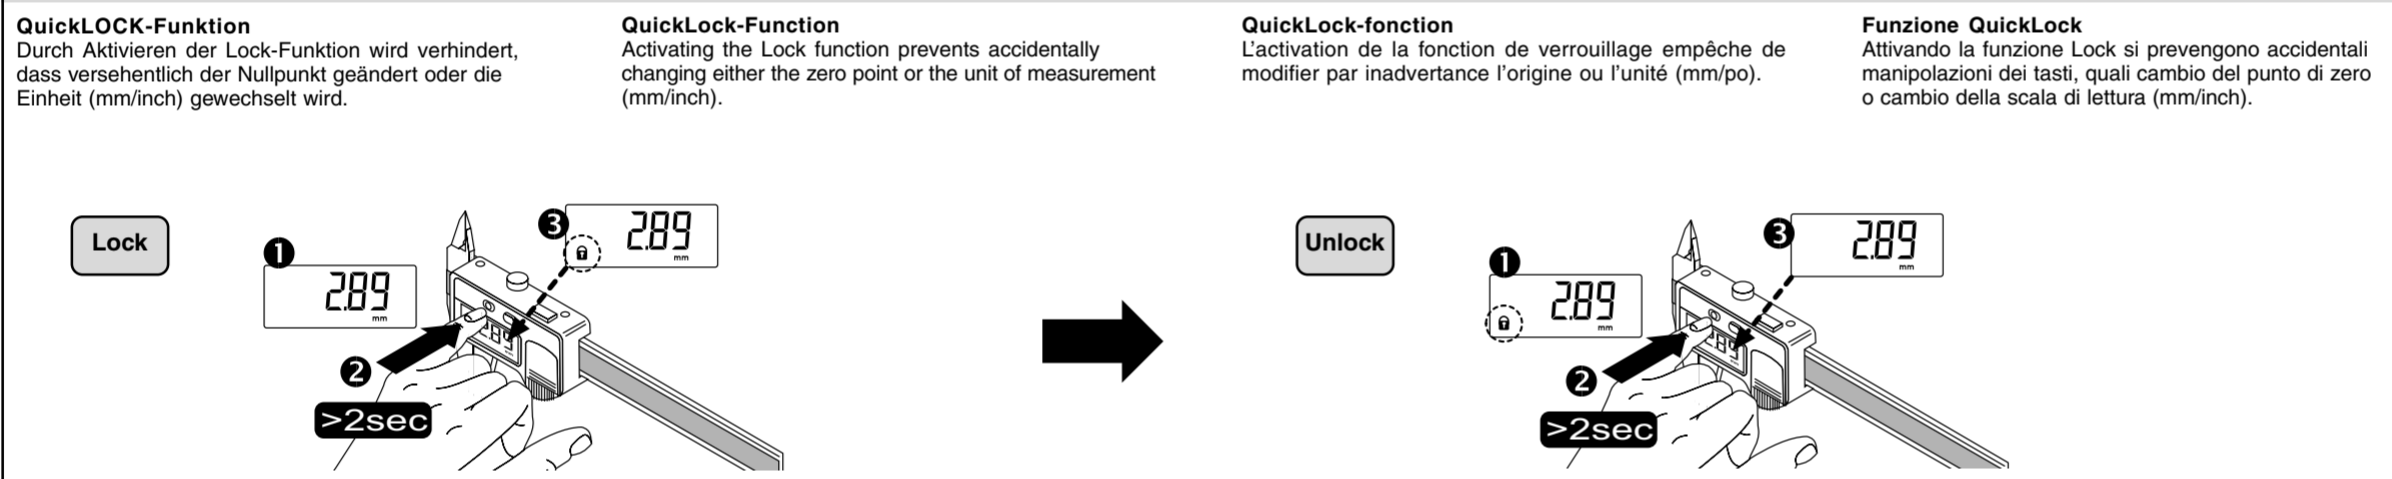 QuickLOCK-Funktion
Durch Aktivieren der Lock-Funktion wird verhindert,
dass versehentlich der Nullpunkt geändert oder die
Einheit (mm/inch) gewechselt wird.
QuickLock-Function
Activating the Lock function prevents accidentally
changing either the zero point or the unit of measurement
(mm/inch).
QuickLock-fonction
L'activation de la fonction de verrouillage empêche de
modifier par inadvertance l'origine ou l'unité (mm/po).
Funzione QuickLock
Attivando la funzione Lock si prevengono accidentali
manipolazioni dei tasti, quali cambio del punto di zero
o cambio della scala di lettura (mm/inch).
Lock
1
2.89
mm
2
>2sec
3
2.89
mm
Unlock
1
2.89
mm
2
>2sec
3
2.89
mm